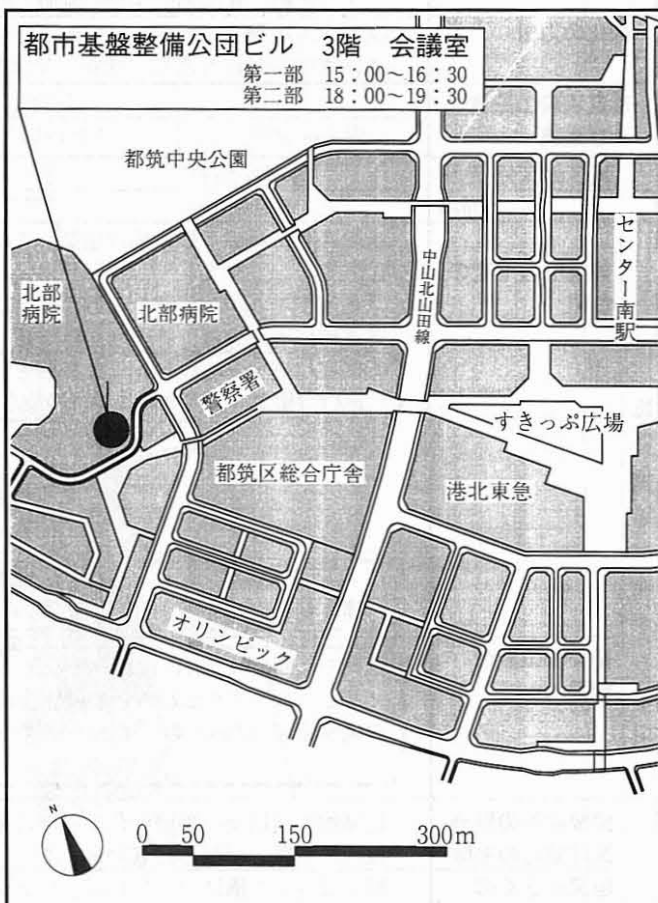 都市基盤整備公団ビル 3階 会議室
第一部 15：00～16：30
第二部 18：00～19：30
都筑中央公園
センター南駅
中山北山田線
北部
病院
北部病院
警察署
すきっぷ広場
都筑区総合庁舎
港北東急
オリンピック
N
0 50 150 300m